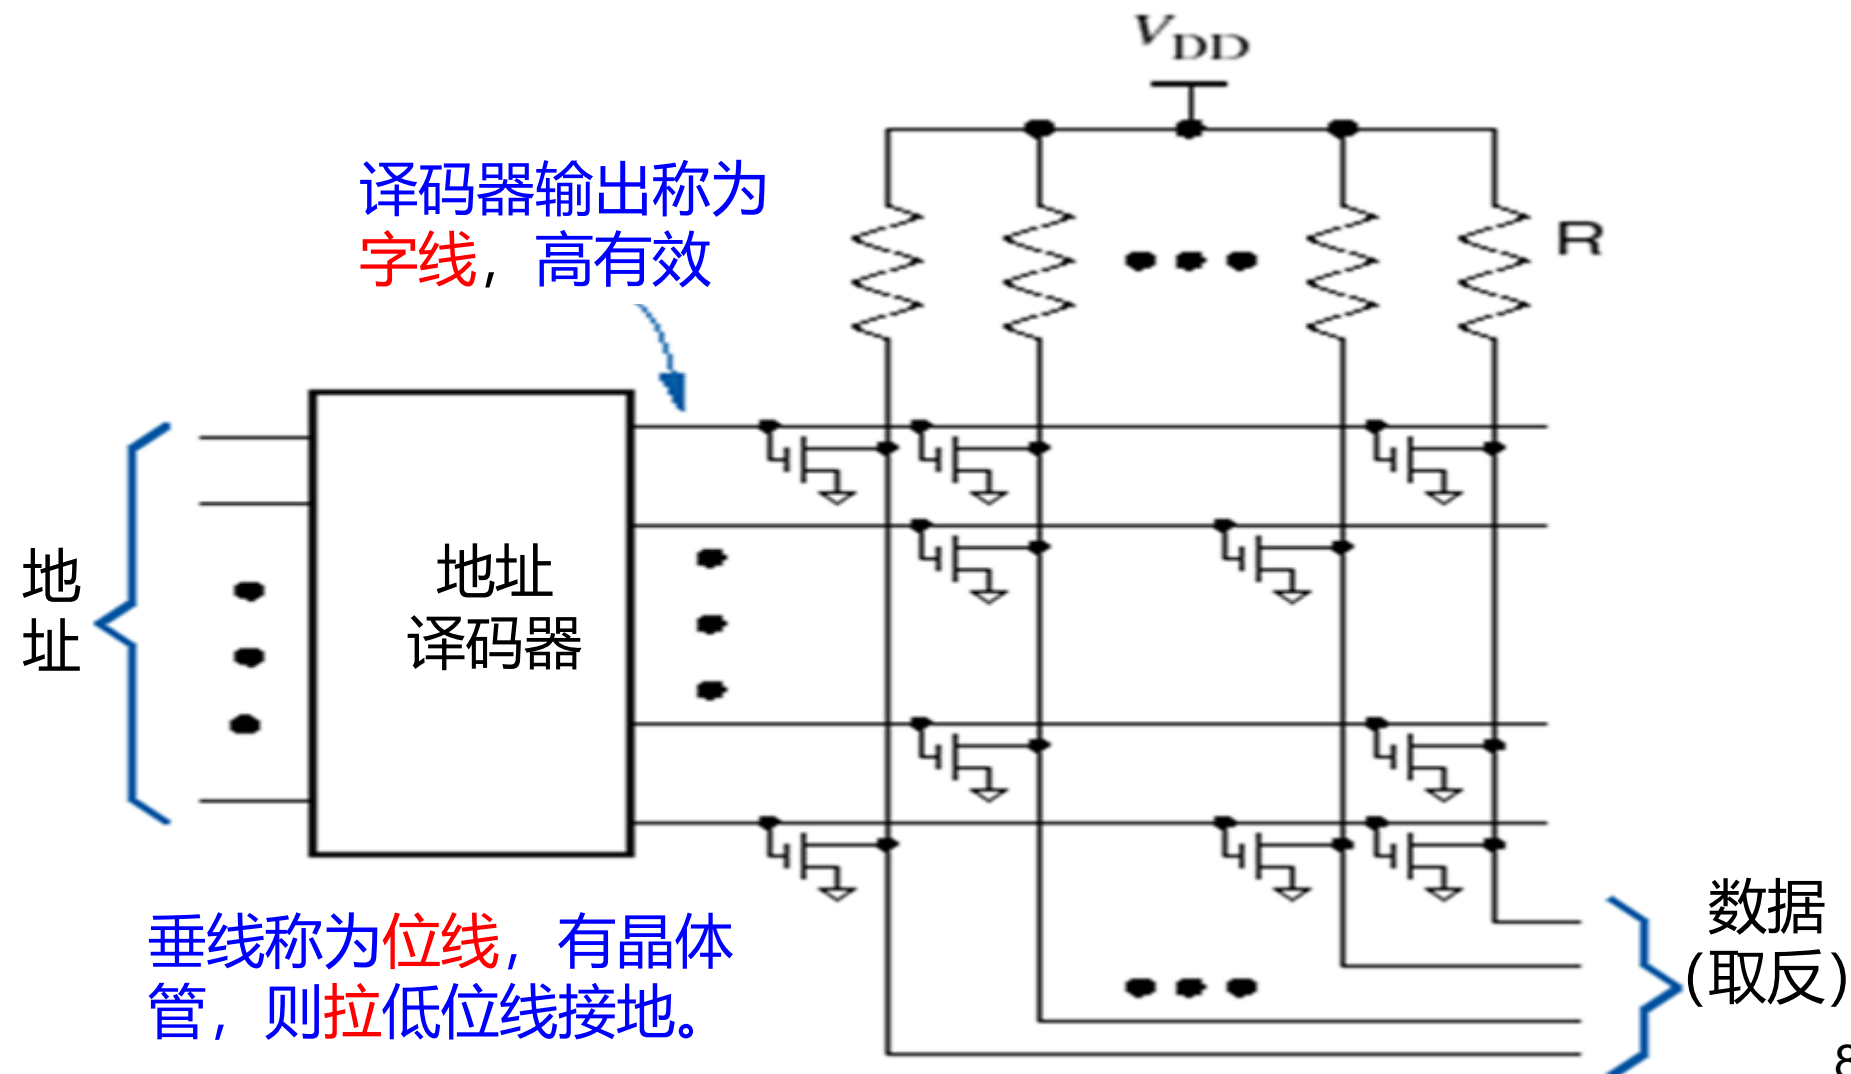 V_DD
译码器输出称为
字线，高有效
R
地
址
地址
译码器
垂线称为位线，有晶体
管，则拉低位线接地。
数据
(取反)
8